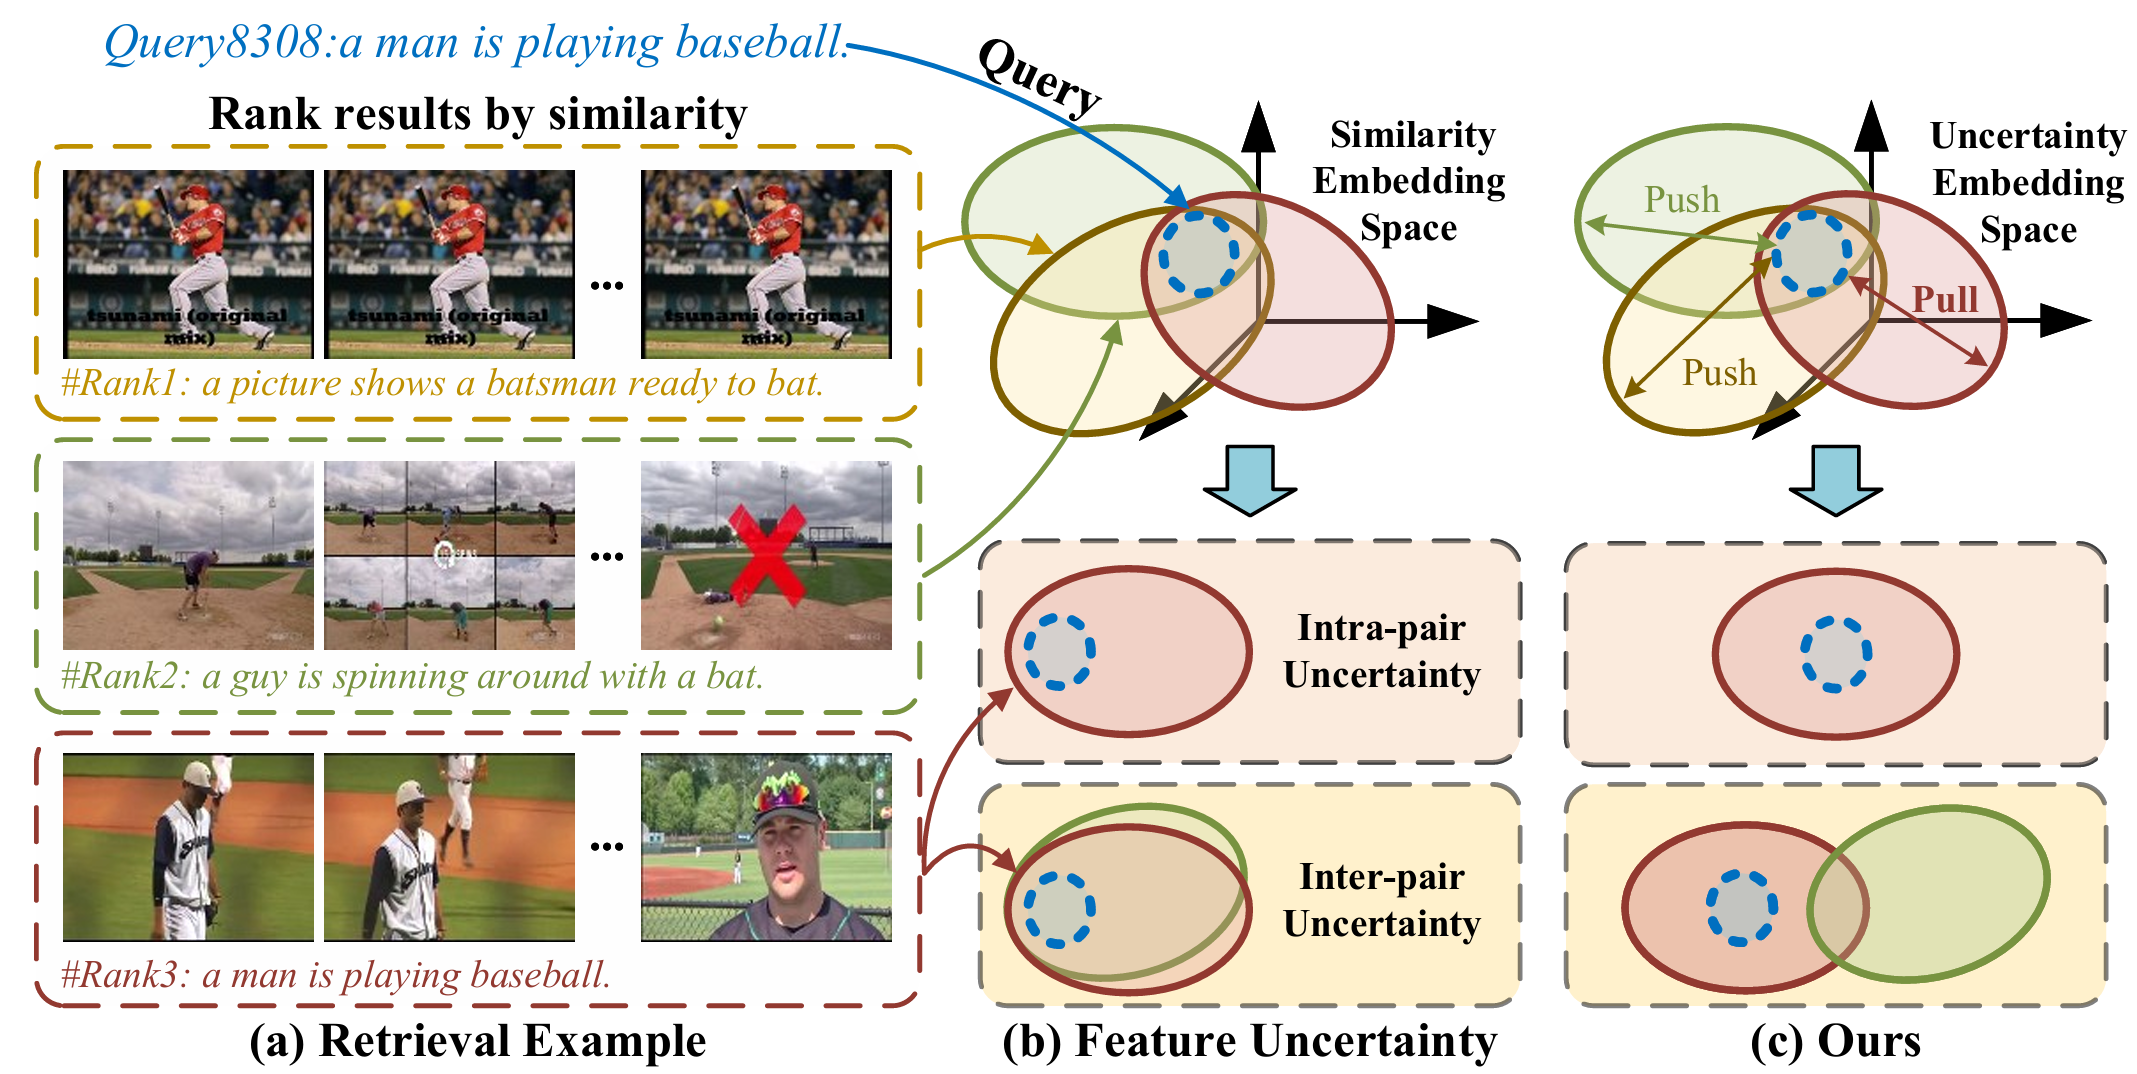 Query8308:a man is playing baseball.
Rank results by similarity
tsunami (original mix)
tsunami (original mix)
tsunami (original mix)
#Rank1: a picture shows a batsman ready to bat.
#Rank2: a guy is spinning around with a bat.
#Rank3: a man is playing baseball.
(a) Retrieval Example
Query
Similarity
Embedding
Space
Intra-pair
Uncertainty
Inter-pair
Uncertainty
(b) Feature Uncertainty
Uncertainty
Embedding
Space
Push
Pull
Push
(c) Ours